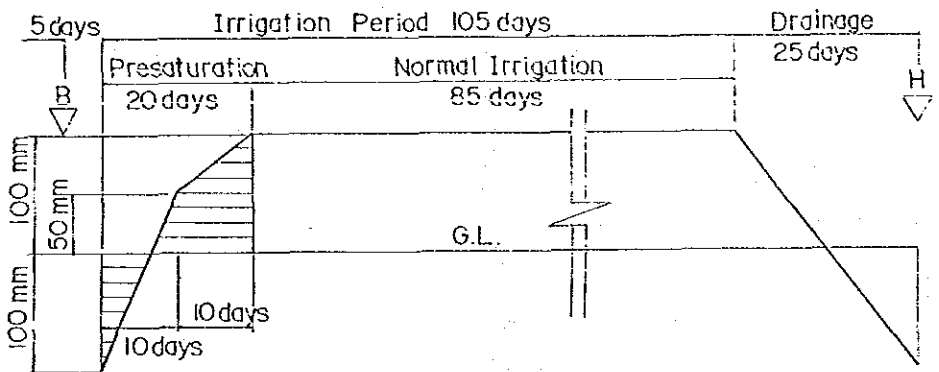 5 days
Irrigation Period 105 days
Drainage
25 days
Presaturation
20 days
Normal Irrigation
85 days
B
H
100 mm
50 mm
100 mm
G.L.
10 days
10 days